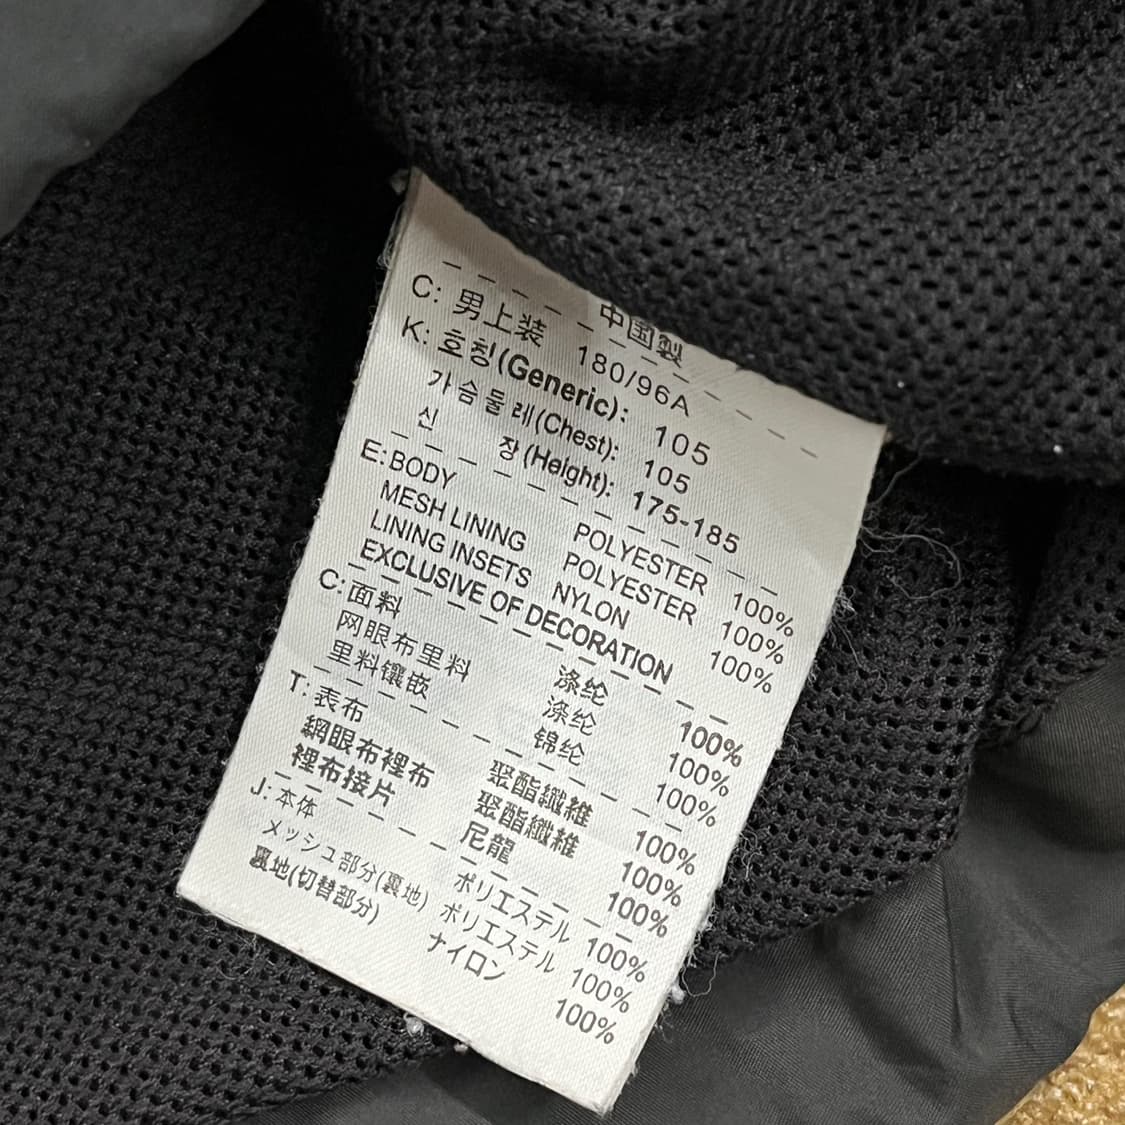 中国製
C: 男上装 180/96A
K: 호칭(Generic): 105
가슴둘레(Chest): 105
신 장(Height): 175-185
E: BODY POLYESTER 100%
MESH LINING POLYESTER 100%
LINING INSETS NYLON 100%
EXCLUSIVE OF DECORATION
C: 面料 涤纶 100%
网眼布里料 涤纶 100%
里料镶嵌 锦纶 100%
T: 表布 聚酯纖維 100%
網眼布裡布 聚酯纖維 100%
裡布接片 尼龍 100%
J: 本体 ポリエステル 100%
メッシュ部分(裏地) ポリエステル 100%
裏地(切替部分) ナイロン 100%